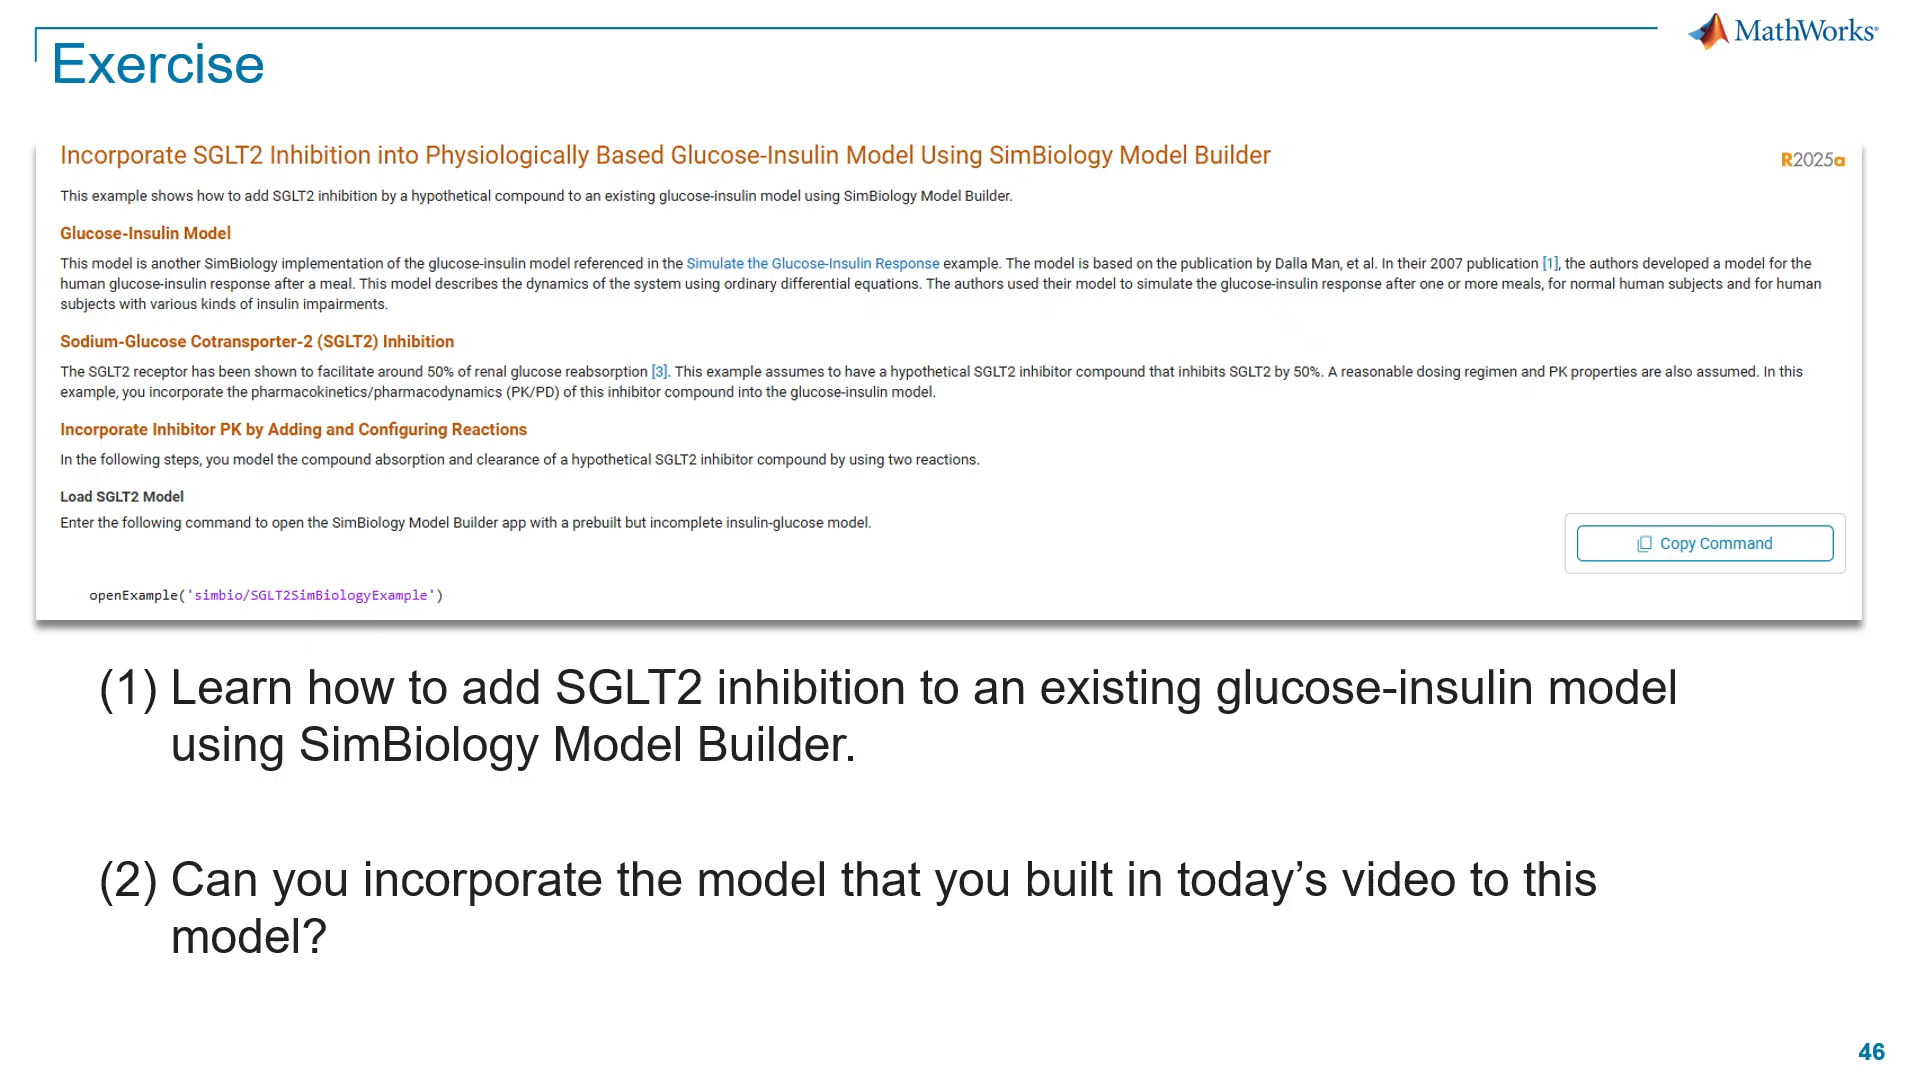 MathWorks®
Exercise
Incorporate SGLT2 Inhibition into Physiologically Based Glucose-Insulin Model Using SimBiology Model Builder
R2025a
This example shows how to add SGLT2 inhibition by a hypothetical compound to an existing glucose-insulin model using SimBiology Model Builder.
Glucose-Insulin Model
This model is another SimBiology implementation of the glucose-insulin model referenced in the Simulate the Glucose-Insulin Response example. The model is based on the publication by Dalla Man, et al. In their 2007 publication [1], the authors developed a model for the
human glucose-insulin response after a meal. This model describes the dynamics of the system using ordinary differential equations. The authors used their model to simulate the glucose-insulin response after one or more meals, for normal human subjects and for human
subjects with various kinds of insulin impairments.
Sodium-Glucose Cotransporter-2 (SGLT2) Inhibition
The SGLT2 receptor has been shown to facilitate around 50% of renal glucose reabsorption [3]. This example assumes to have a hypothetical SGLT2 inhibitor compound that inhibits SGLT2 by 50%. A reasonable dosing regimen and PK properties are also assumed. In this
example, you incorporate the pharmacokinetics/pharmacodynamics (PK/PD) of this inhibitor compound into the glucose-insulin model.
Incorporate Inhibitor PK by Adding and Configuring Reactions
In the following steps, you model the compound absorption and clearance of a hypothetical SGLT2 inhibitor compound by using two reactions.
Load SGLT2 Model
Enter the following command to open the SimBiology Model Builder app with a prebuilt but incomplete insulin-glucose model.
Copy Command
openExample('simbio/SGLT2SimBiologyExample')
(1) Learn how to add SGLT2 inhibition to an existing glucose-insulin model
using SimBiology Model Builder.
(2) Can you incorporate the model that you built in today’s video to this
model?
46